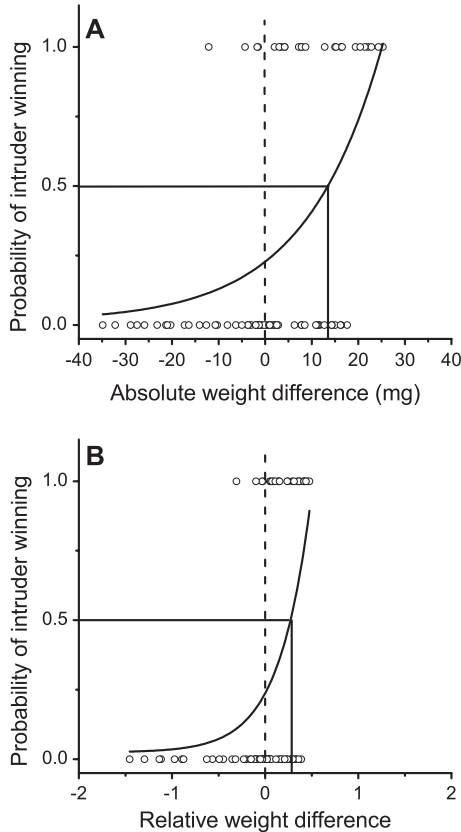 A
Probability of intruder winning
1.0
0.5
0.0
-40 -30 -20 -10 0 10 20 30 40
Absolute weight difference (mg)
B
Probability of intruder winning
1.0
0.5
0.0
-2 -1 0 1 2
Relative weight difference